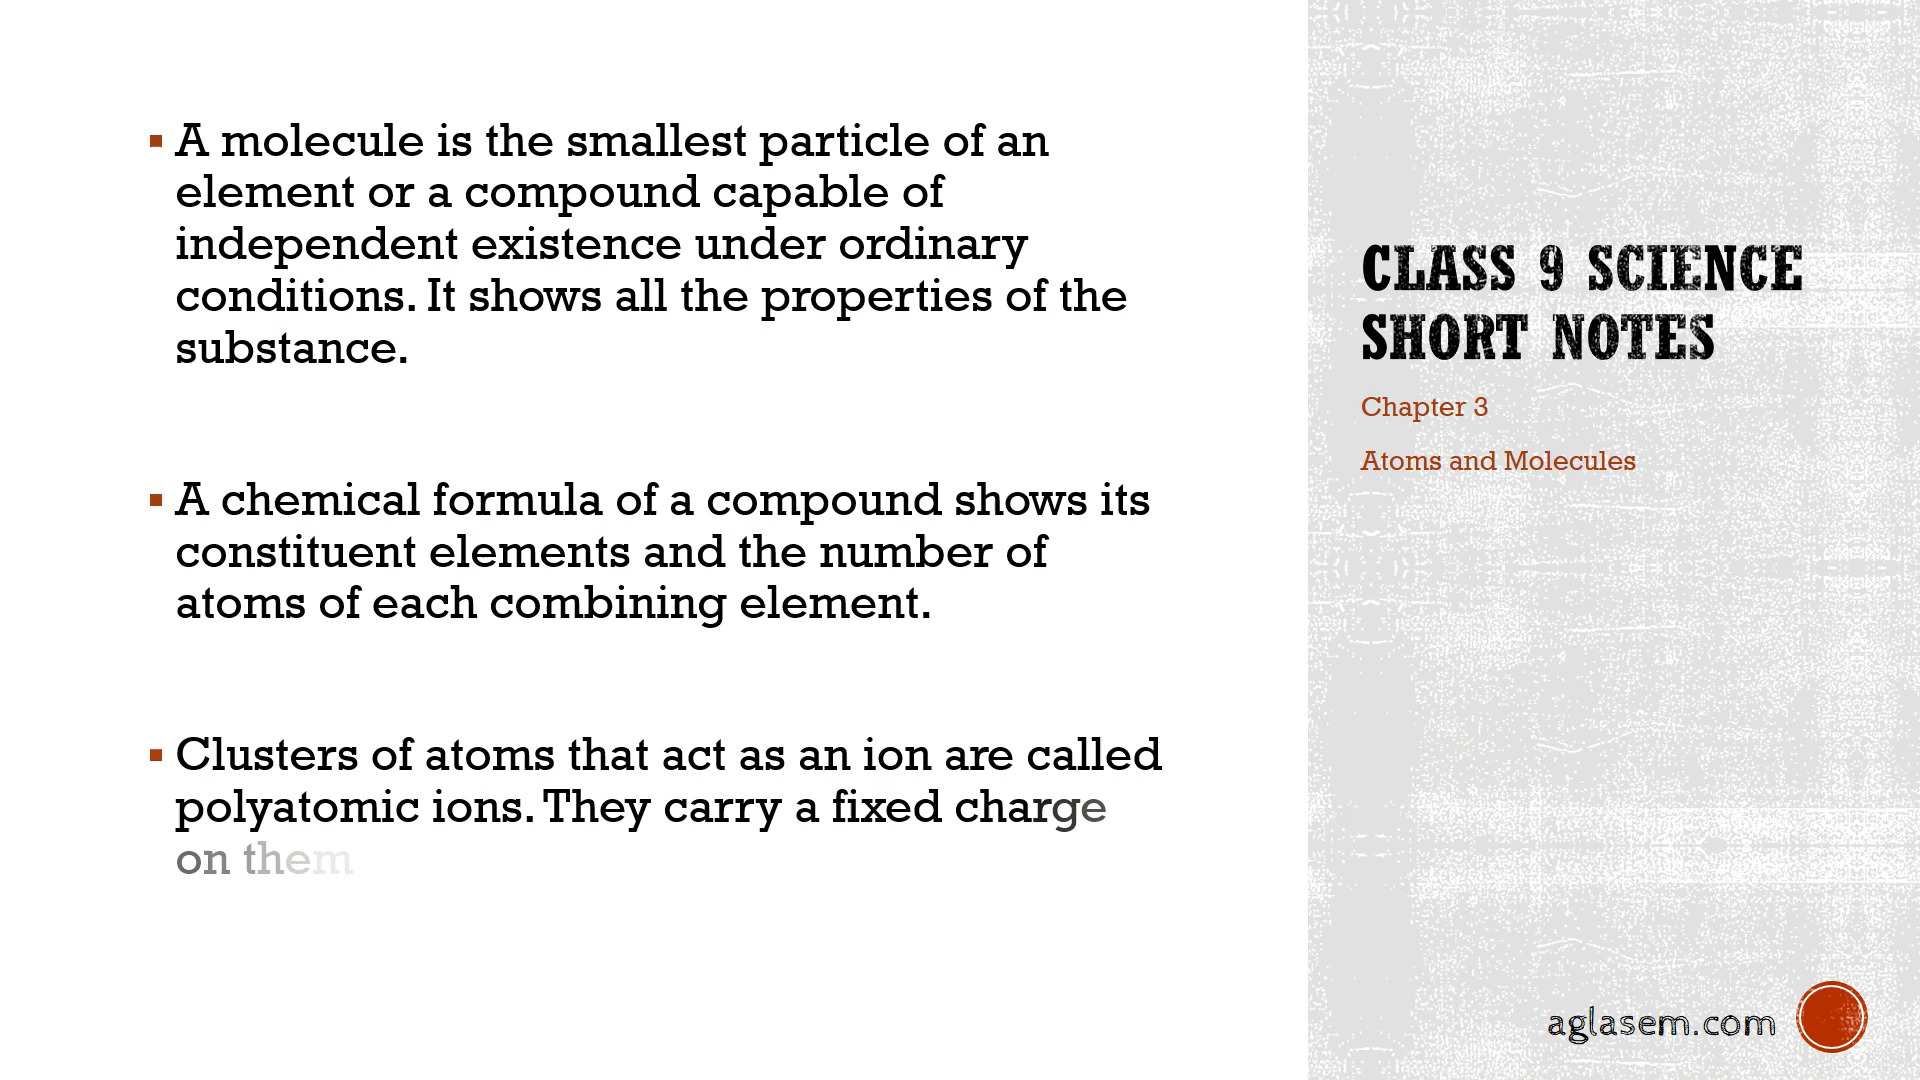 A molecule is the smallest particle of an
element or a compound capable of
independent existence under ordinary
conditions. It shows all the properties of the
substance.
A chemical formula of a compound shows its
constituent elements and the number of
atoms of each combining element.
Clusters of atoms that act as an ion are called
polyatomic ions. They carry a fixed charge
on them
CLASS 9 SCIENCE
SHORT NOTES
Chapter 3
Atoms and Molecules
aglasem.com